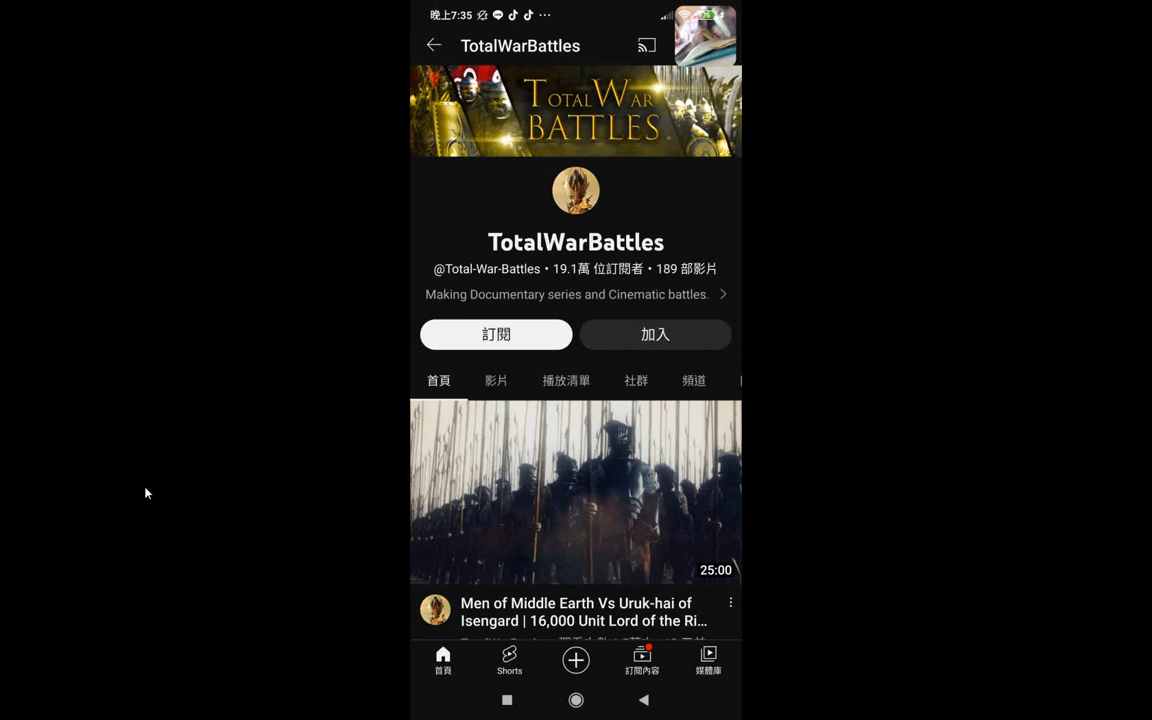 晚上7:35
TotalWarBattles
TOTAL WAR
BATTLES
TotalWarBattles
@Total-War-Battles • 19.1萬 位訂閱者 • 189 部影片
Making Documentary series and Cinematic battles.
訂閱 加入
首頁 影片 播放清單 社群 頻道
25:00
Men of Middle Earth Vs Uruk-hai of
Isengard | 16,000 Unit Lord of the Ri...
首頁 Shorts 訂閱內容 媒體庫